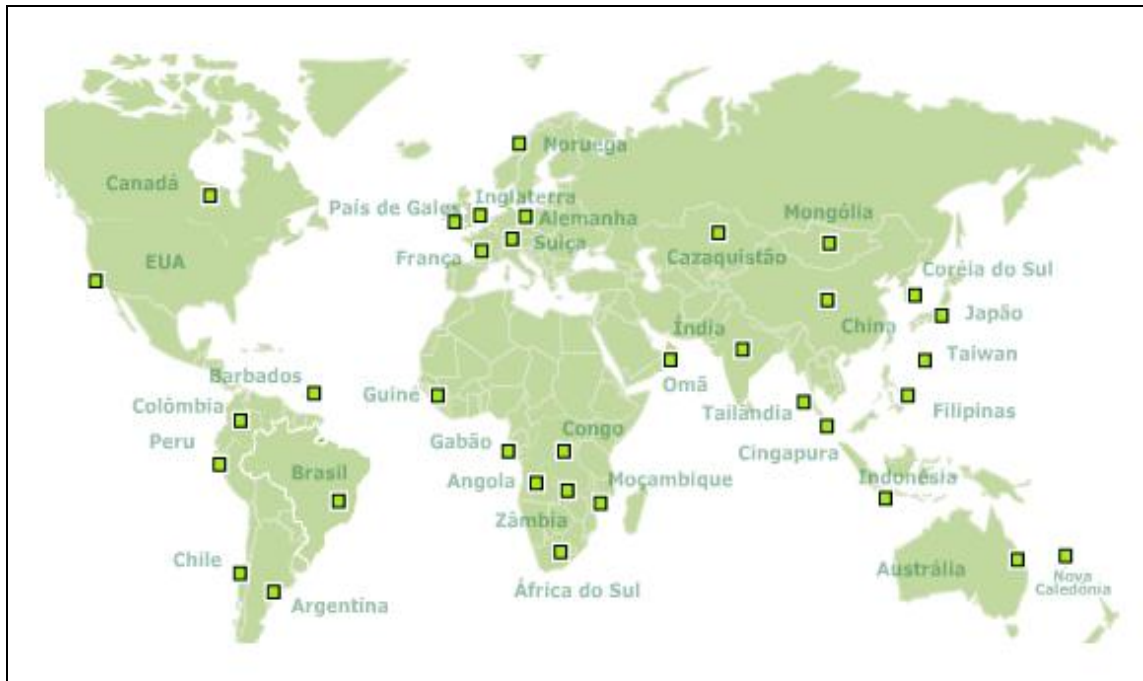 Noruega
Canadá
Inglaterra
País de Gales
Alemanha
Mongólia
Suiça
EUA
França
Cazaquistão
Coréia do Sul
Japão
China
Índia
Taiwan
Barbados
Omã
Guiné
Colômbia
Tailândia
Filipinas
Peru
Gabão
Congo
Cingapura
Brasil
Angola
Moçambique
Indonésia
Zâmbia
Chile
Austrália
Nova
Caledônia
África do Sul
Argentina